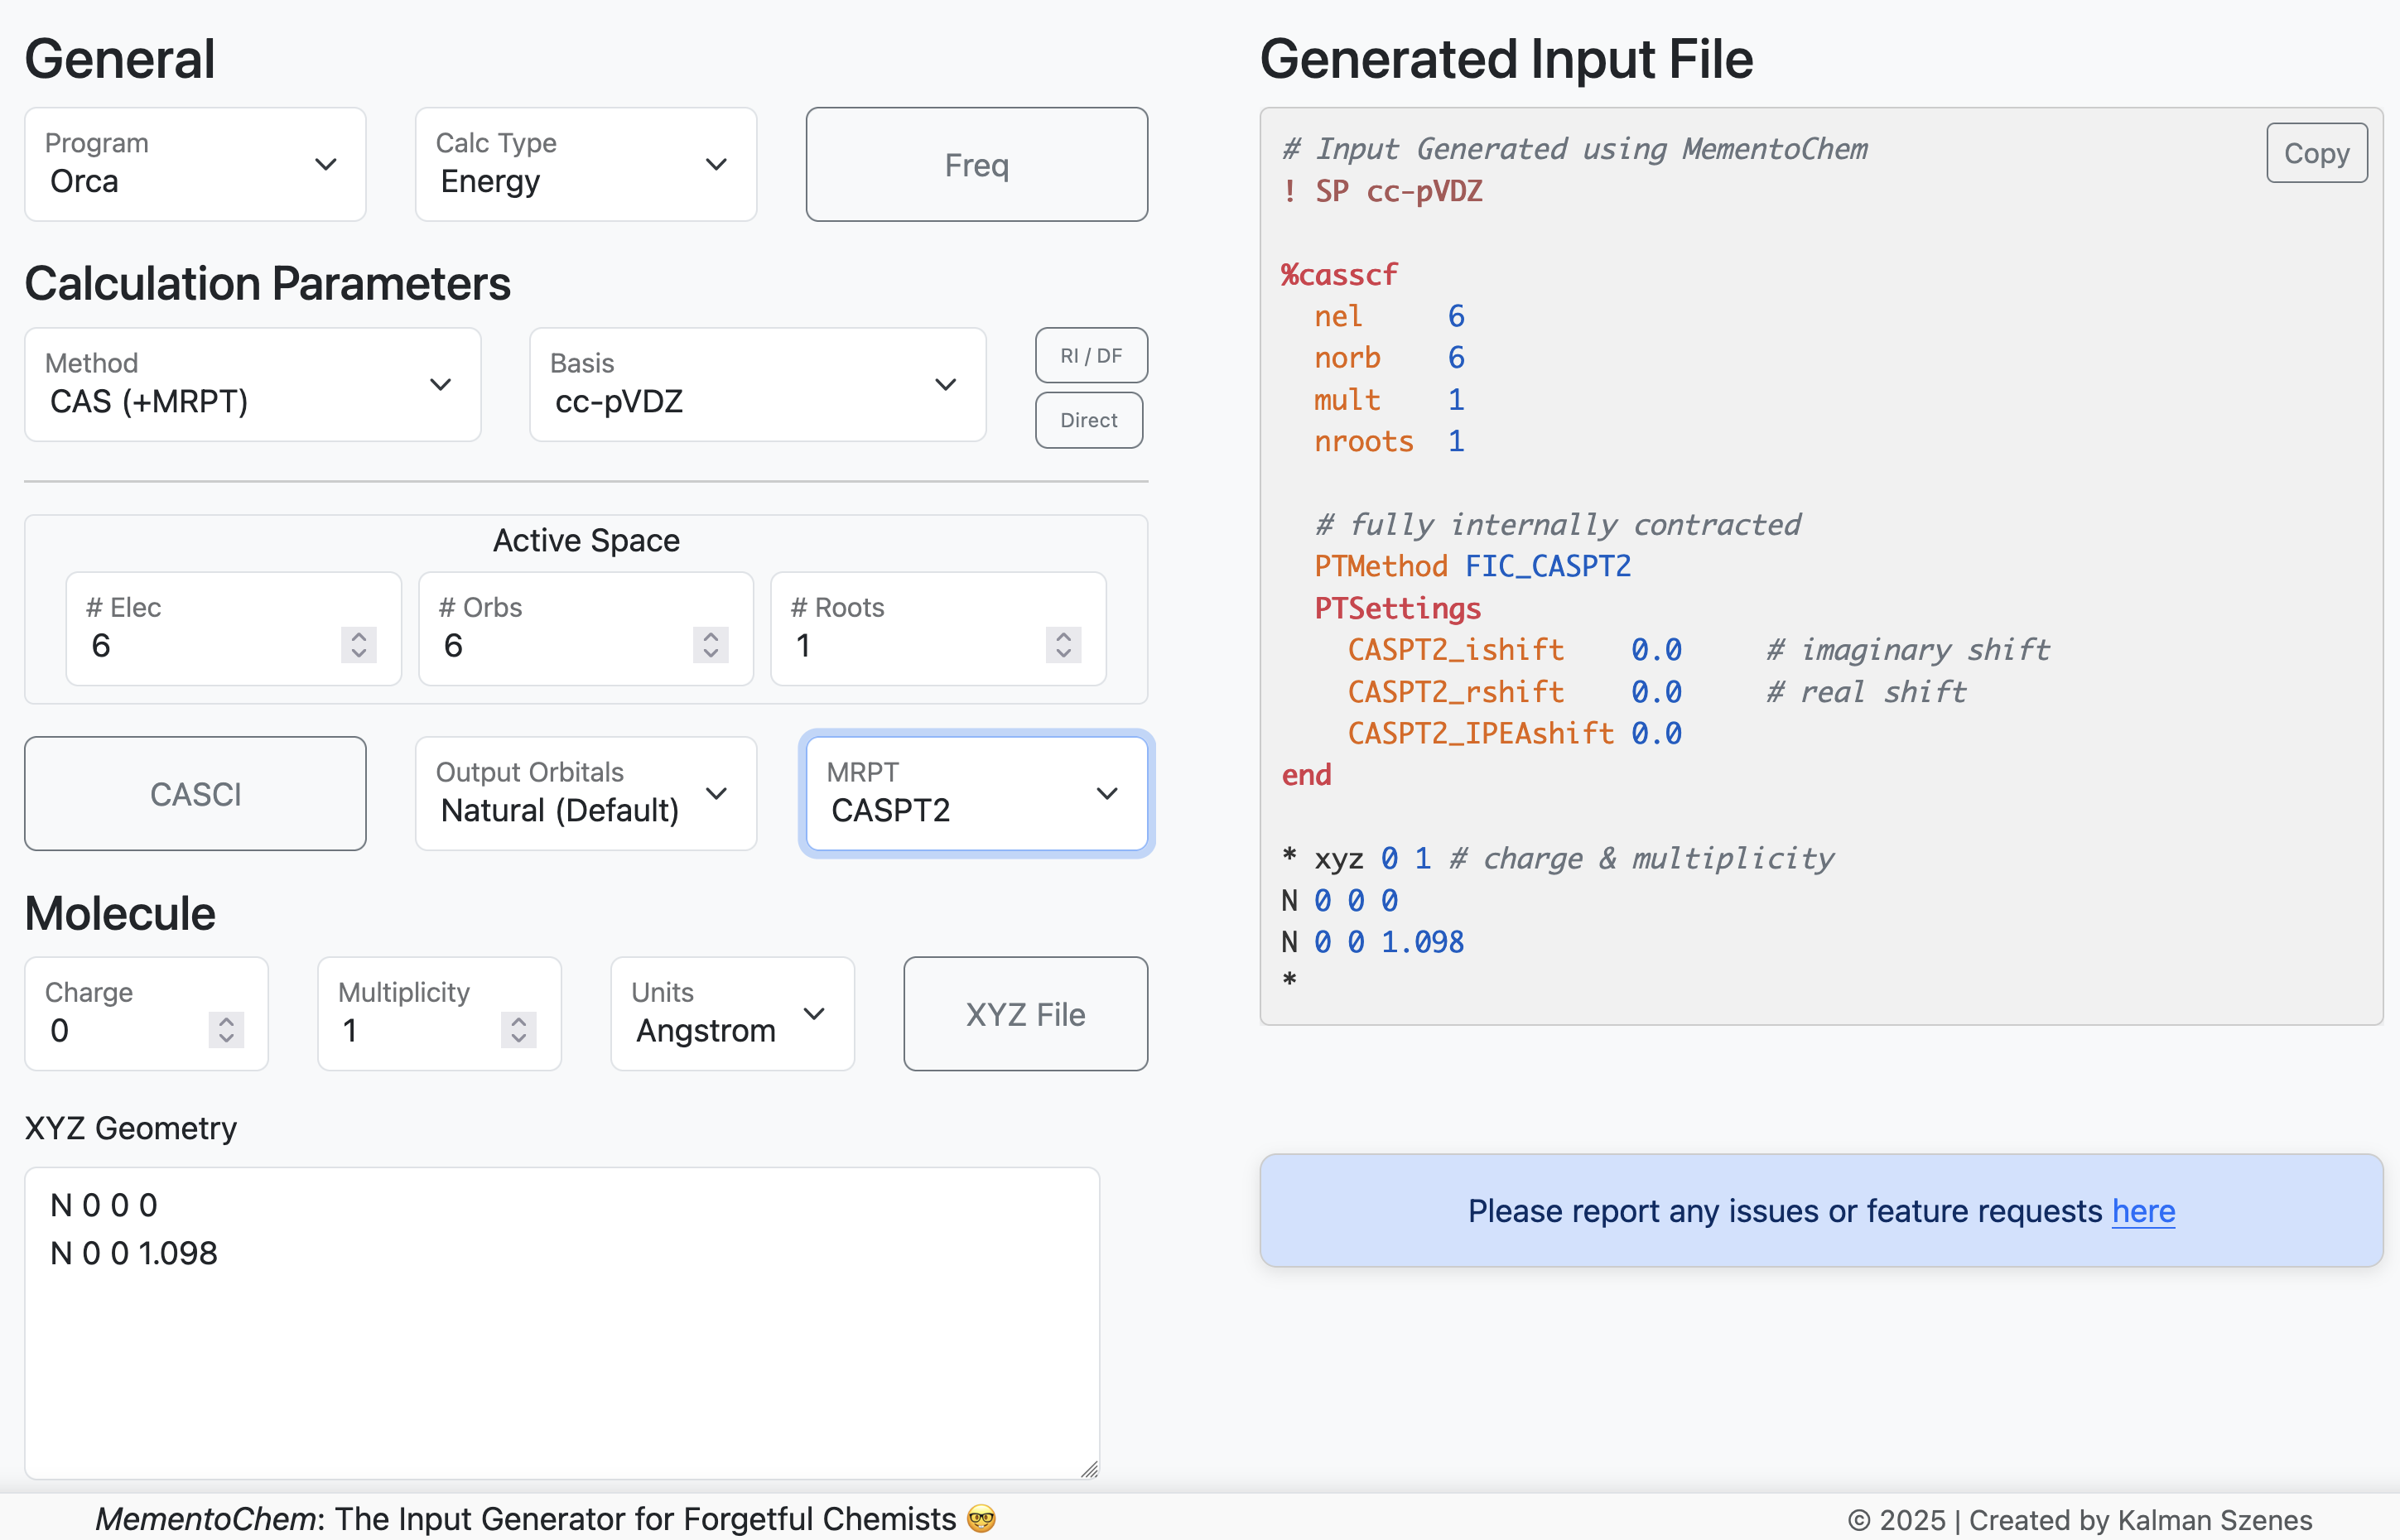 General
Program
Orca
Calc Type
Energy
Freq
Calculation Parameters
Method
CAS (+MRPT)
Basis
cc-pVDZ
RI / DF
Direct
Active Space
# Elec
6
# Orbs
6
# Roots
1
CASCI
Output Orbitals
Natural (Default)
MRPT
CASPT2
Molecule
Charge
0
Multiplicity
1
Units
Angstrom
XYZ File
XYZ Geometry
N 0 0 0
N 0 0 1.098
Generated Input File
Copy
# Input Generated using MementoChem
! SP cc-pVDZ
%casscf
  nel     6
  norb    6
  mult    1
  nroots  1
  # fully internally contracted
  PTMethod FIC_CASPT2
  PTSettings
    CASPT2_ishift    0.0     # imaginary shift
    CASPT2_rshift    0.0     # real shift
    CASPT2_IPEAshift 0.0
end
* xyz 0 1 # charge & multiplicity
N 0 0 0
N 0 0 1.098
*
Please report any issues or feature requests here
MementoChem: The Input Generator for Forgetful Chemists 🤓
© 2025 | Created by Kalman Szenes